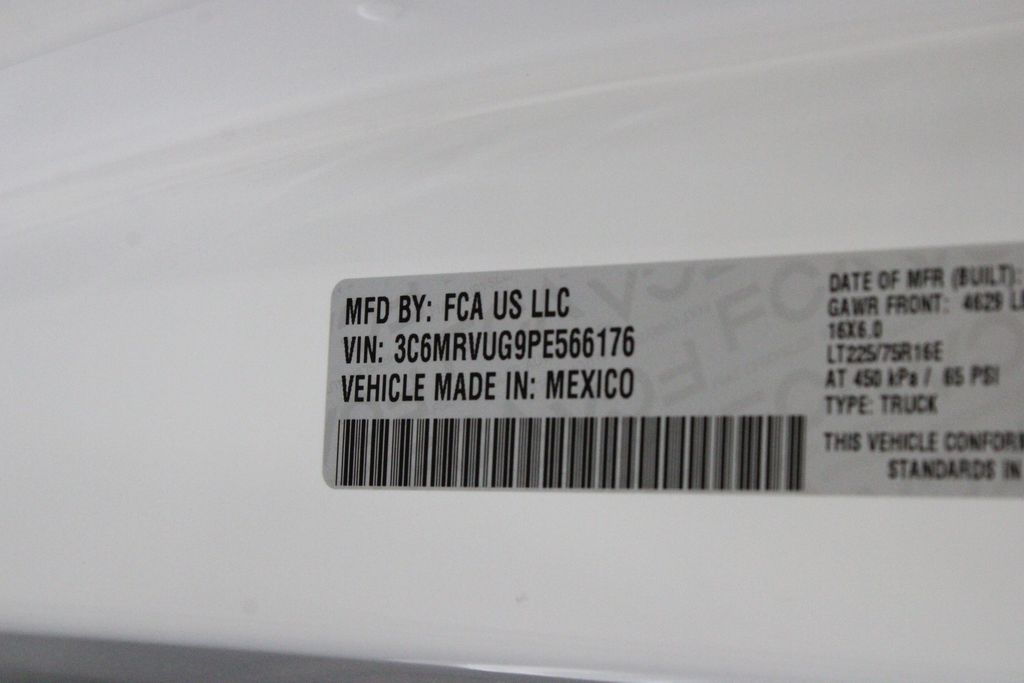 MFD BY: FCA US LLC
VIN: 3C6MRVUG9PE566176
VEHICLE MADE IN: MEXICO
DATE OF MFR (BUILT):
GAWR FRONT: 4629 L
16X6.0
LT225/75R16E
AT 450 kPa / 65 PSI
TYPE: TRUCK
THIS VEHICLE CONFOR
STANDARDS IN